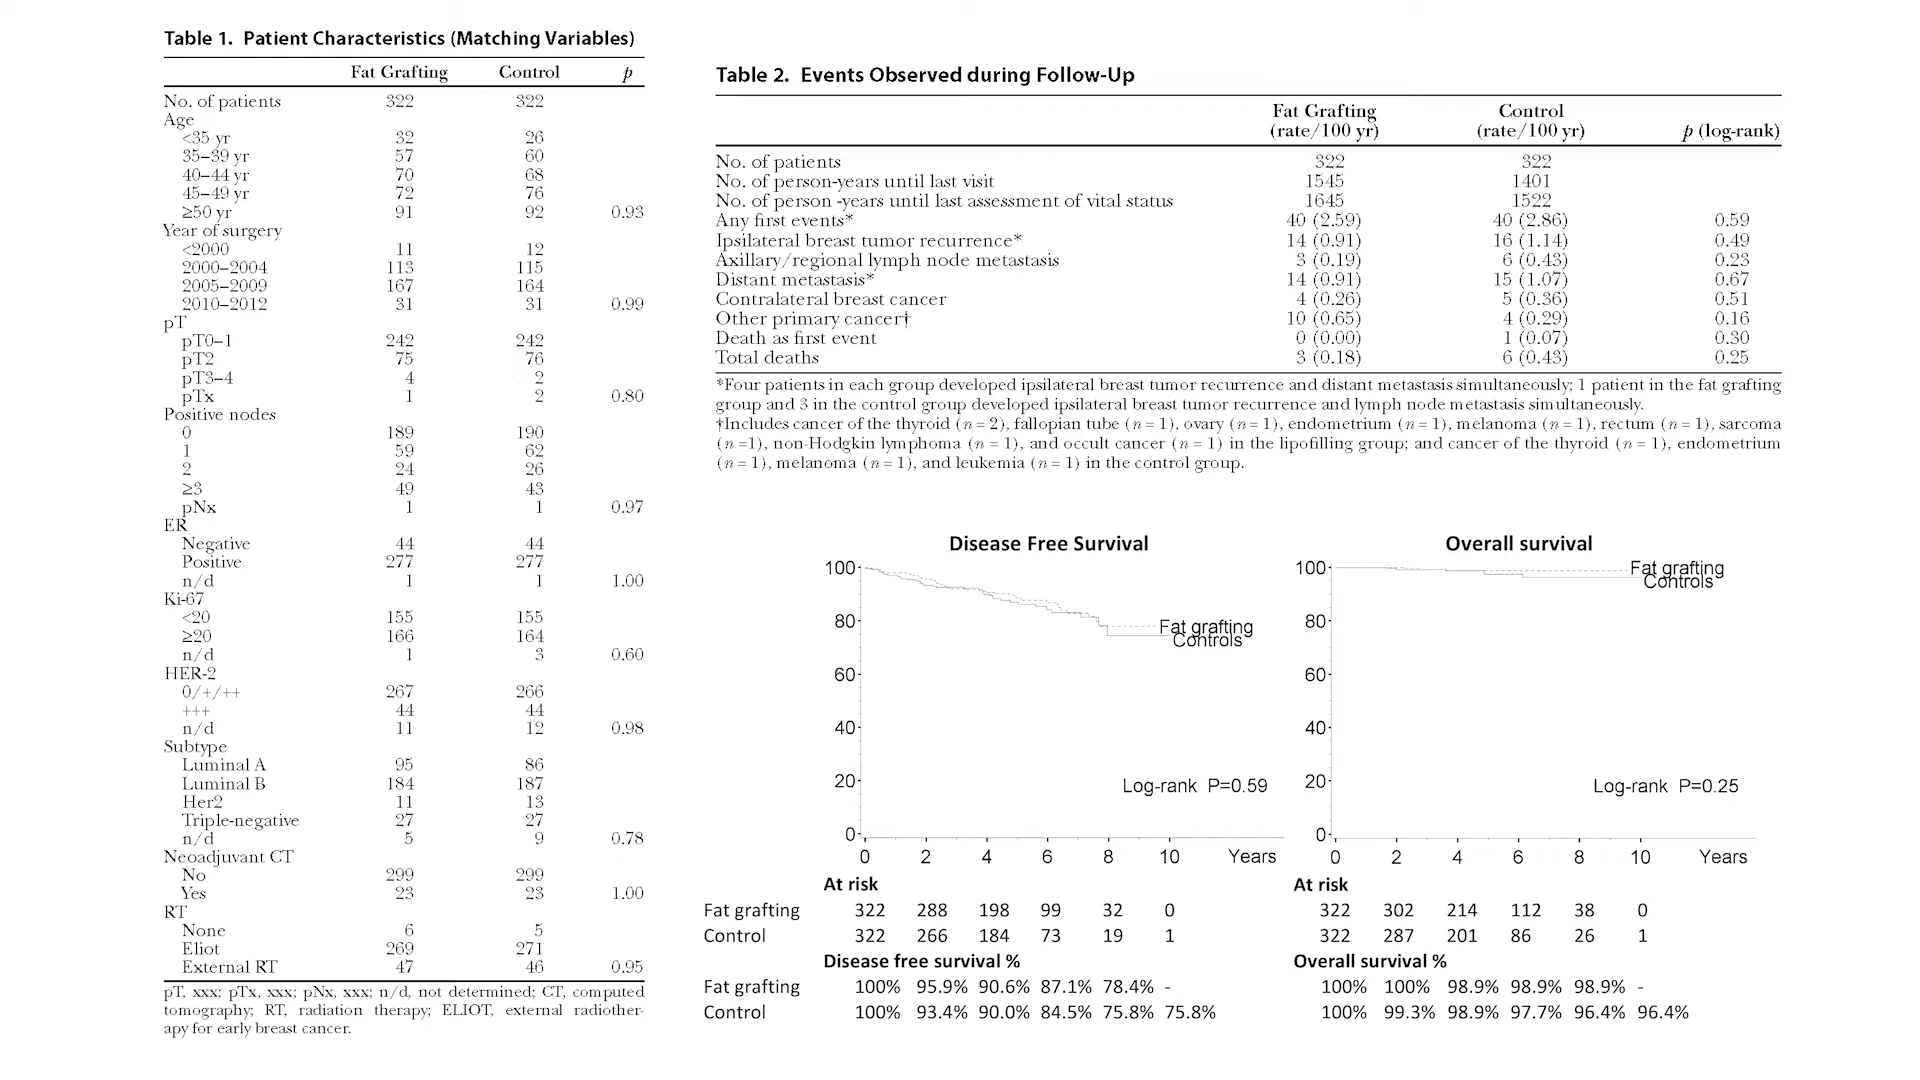 Table 1. Patient Characteristics (Matching Variables)
Fat Grafting Control p
No. of patients 322 322
Age
<35 yr 32 26
35–39 yr 57 60
40–44 yr 70 68
45–49 yr 72 76
≥50 yr 91 92 0.93
Year of surgery
<2000 11 12
2000–2004 113 115
2005–2009 167 164
2010–2012 31 31 0.99
pT
pT0–1 242 242
pT2 75 76
pT3–4 4 2
pTx 1 2 0.80
Positive nodes
0 189 190
1 59 62
2 24 26
≥3 49 43
pNx 1 1 0.97
ER
Negative 44 44
Positive 277 277
n/d 1 1 1.00
Ki-67
<20 155 155
≥20 166 164
n/d 1 3 0.60
HER-2
0/+/++ 267 266
+++ 44 44
n/d 11 12 0.98
Subtype
Luminal A 95 86
Luminal B 184 187
Her2 11 13
Triple-negative 27 27
n/d 5 9 0.78
Neoadjuvant CT
No 299 299
Yes 23 23 1.00
RT
None 6 5
Eliot 269 271
External RT 47 46 0.95
pT, xxx; pTx, xxx; pNx, xxx; n/d, not determined; CT, computed
tomography; RT, radiation therapy; ELIOT, external radiother-
apy for early breast cancer.
Table 2. Events Observed during Follow-Up
Fat Grafting Control
(rate/100 yr) (rate/100 yr) p (log-rank)
No. of patients 322 322
No. of person-years until last visit 1545 1401
No. of person -years until last assessment of vital status 1645 1522
Any first events* 40 (2.59) 40 (2.86) 0.59
Ipsilateral breast tumor recurrence* 14 (0.91) 16 (1.14) 0.49
Axillary/regional lymph node metastasis 3 (0.19) 6 (0.43) 0.23
Distant metastasis* 14 (0.91) 15 (1.07) 0.67
Contralateral breast cancer 4 (0.26) 5 (0.36) 0.51
Other primary cancer† 10 (0.65) 4 (0.29) 0.16
Death as first event 0 (0.00) 1 (0.07) 0.30
Total deaths 3 (0.18) 6 (0.43) 0.25
*Four patients in each group developed ipsilateral breast tumor recurrence and distant metastasis simultaneously; 1 patient in the fat grafting
group and 3 in the control group developed ipsilateral breast tumor recurrence and lymph node metastasis simultaneously.
†Includes cancer of the thyroid (n = 2), fallopian tube (n = 1), ovary (n = 1), endometrium (n = 1), melanoma (n = 1), rectum (n = 1), sarcoma
(n =1), non-Hodgkin lymphoma (n = 1), and occult cancer (n = 1) in the lipofilling group; and cancer of the thyroid (n = 1), endometrium
(n = 1), melanoma (n = 1), and leukemia (n = 1) in the control group.
Disease Free Survival
100
80
60
40
20
0
Fat grafting
Controls
Log-rank P=0.59
0 2 4 6 8 10 Years
At risk
Fat grafting 322 288 198 99 32 0
Control 322 266 184 73 19 1
Disease free survival %
Fat grafting 100% 95.9% 90.6% 87.1% 78.4% -
Control 100% 93.4% 90.0% 84.5% 75.8% 75.8%
Overall survival
100
80
60
40
20
0
Fat grafting
Controls
Log-rank P=0.25
0 2 4 6 8 10 Years
At risk
322 302 214 112 38 0
322 287 201 86 26 1
Overall survival %
100% 100% 98.9% 98.9% 98.9% -
100% 99.3% 98.9% 97.7% 96.4% 96.4%